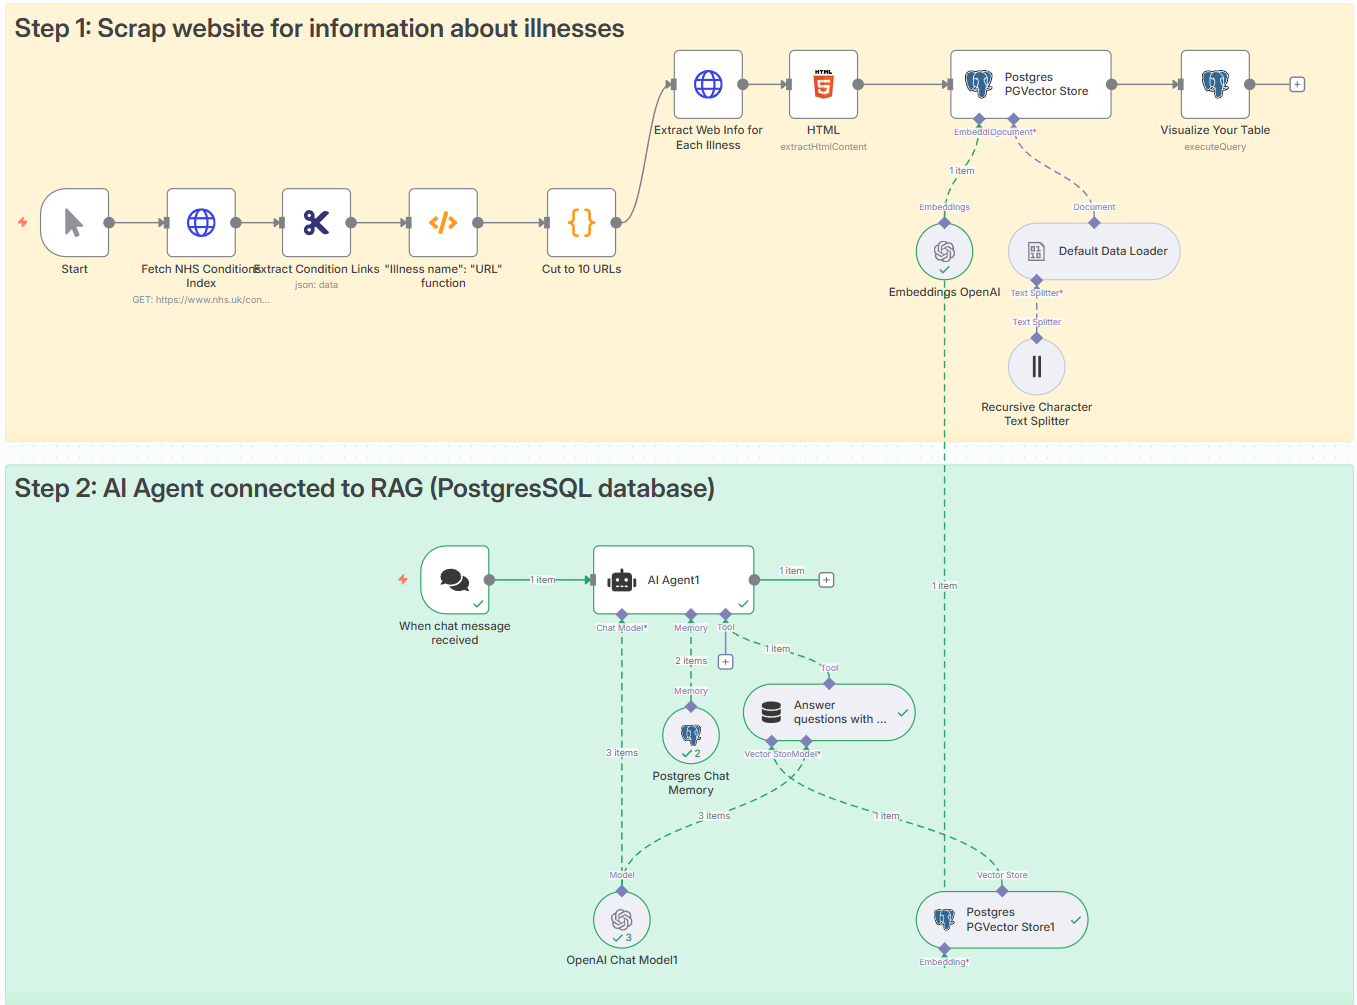 Step 1: Scrap website for information about illnesses
Extract Web Info for
Each Illness
HTML
extractHtmlContent
Postgres
PGVector Store
Embeddi
Document*
Visualize Your Table
executeQuery
Start
Fetch NHS Conditions
Index
GET: https://www.nhs.uk/con...
Extract Condition Links
json: data
"Illness name": "URL"
function
Cut to 10 URLs
1 item
Embeddings
Embeddings OpenAI
Document
Default Data Loader
Text Splitter*
Text Splitter
Recursive Character
Text Splitter
Step 2: AI Agent connected to RAG (PostgresSQL database)
When chat message
received
1 item
AI Agent1
1 item
Chat Model*
Memory
Tool
1 item
1 item
2 items
Memory
Tool
Answer
questions with ...
Vector Stor
Model*
2
Postgres Chat
Memory
3 items
3 items
1 item
Model
3
OpenAI Chat Model1
Vector Store
Postgres
PGVector Store1
Embedding*